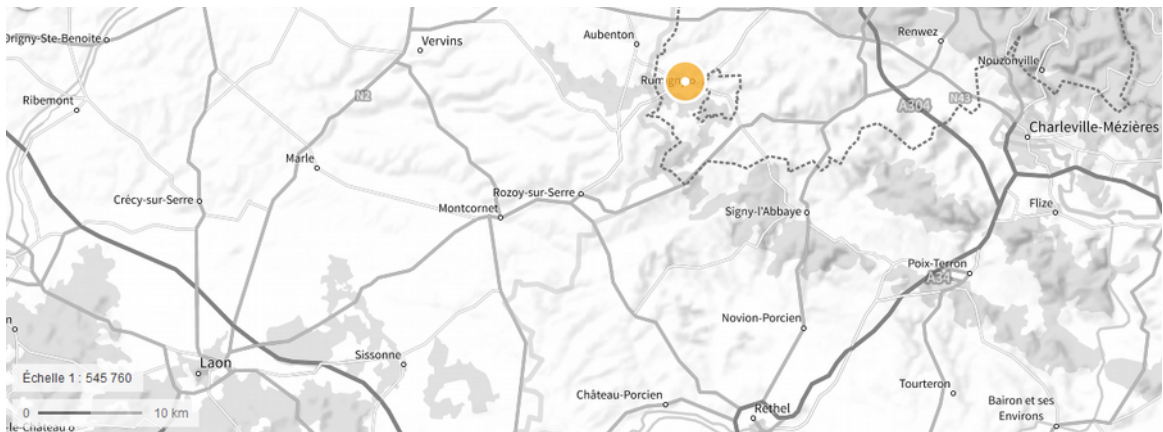 Origny-Ste-Benoite
Vervins
Aubenton
Renwez
Nouzonville
Ribemont
N2
A304
N43
Charleville-Mézières
Marle
Crécy-sur-Serre
Rozoy-sur-Serre
Montcornet
Signy-l'Abbaye
Flize
Poix-Terron
A34
Novion-Porcien
Laon
Sissonne
Échelle 1 : 545 760
Tourteron
Château-Porcien
Rethel
Bairon et ses
Environs
0
10 km
-le-Château